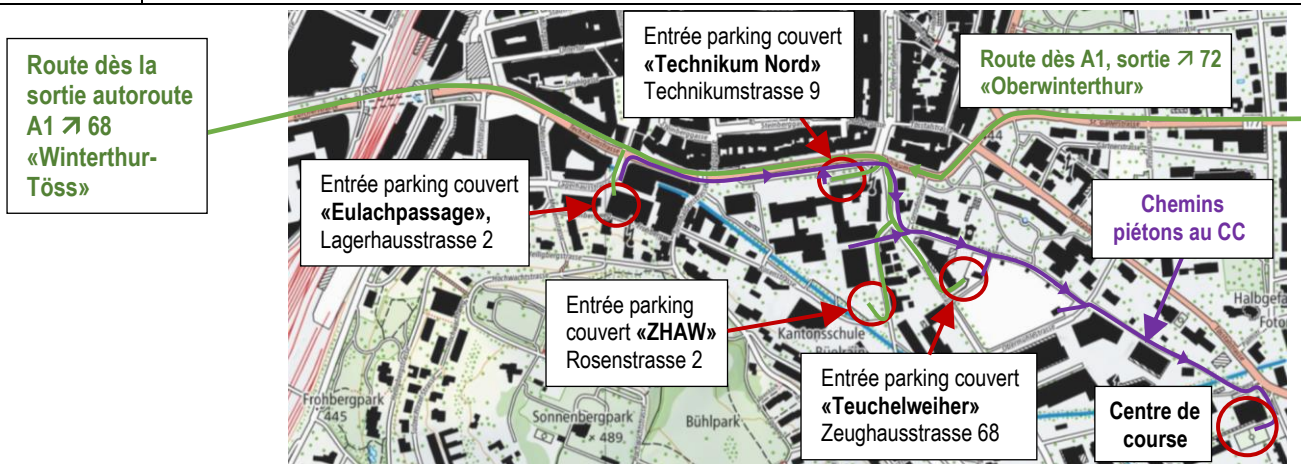 Route dès la
sortie autoroute
A1 ↗ 68
«Winterthur-
Töss»
Entrée parking couvert
«Technikum Nord»
Technikumstrasse 9
Route dès A1, sortie ↗ 72
«Oberwinterthur»
Entrée parking couvert
«Eulachpassage»,
Lagerhausstrasse 2
Chemins
piétons au CC
Entrée parking
couvert «ZHAW»
Rosenstrasse 2
Entrée parking couvert
«Teuchelweiher»
Zeughausstrasse 68
Centre de
course
Kantonsschule
Frohbergpark
445
Sonnenbergpark
489
Bühlpark
Halbgef
Foto